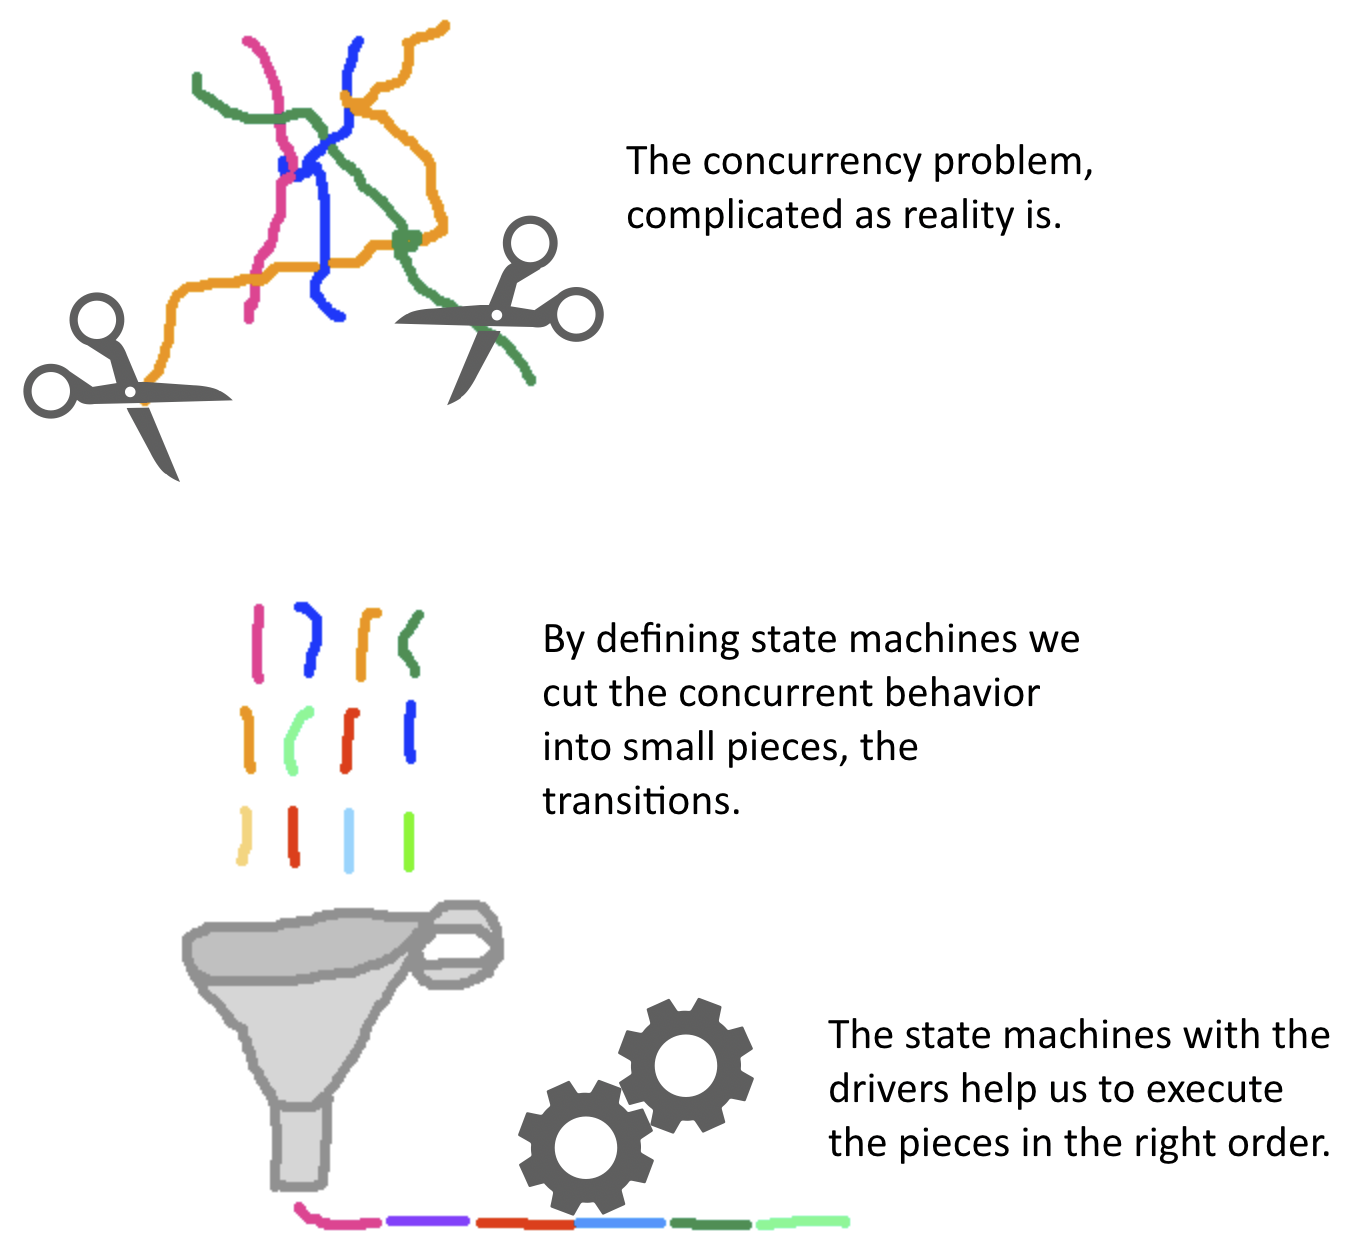 The concurrency problem,
complicated as reality is.
By defining state machines we
cut the concurrent behavior
into small pieces, the
transitions.
The state machines with the
drivers help us to execute
the pieces in the right order.